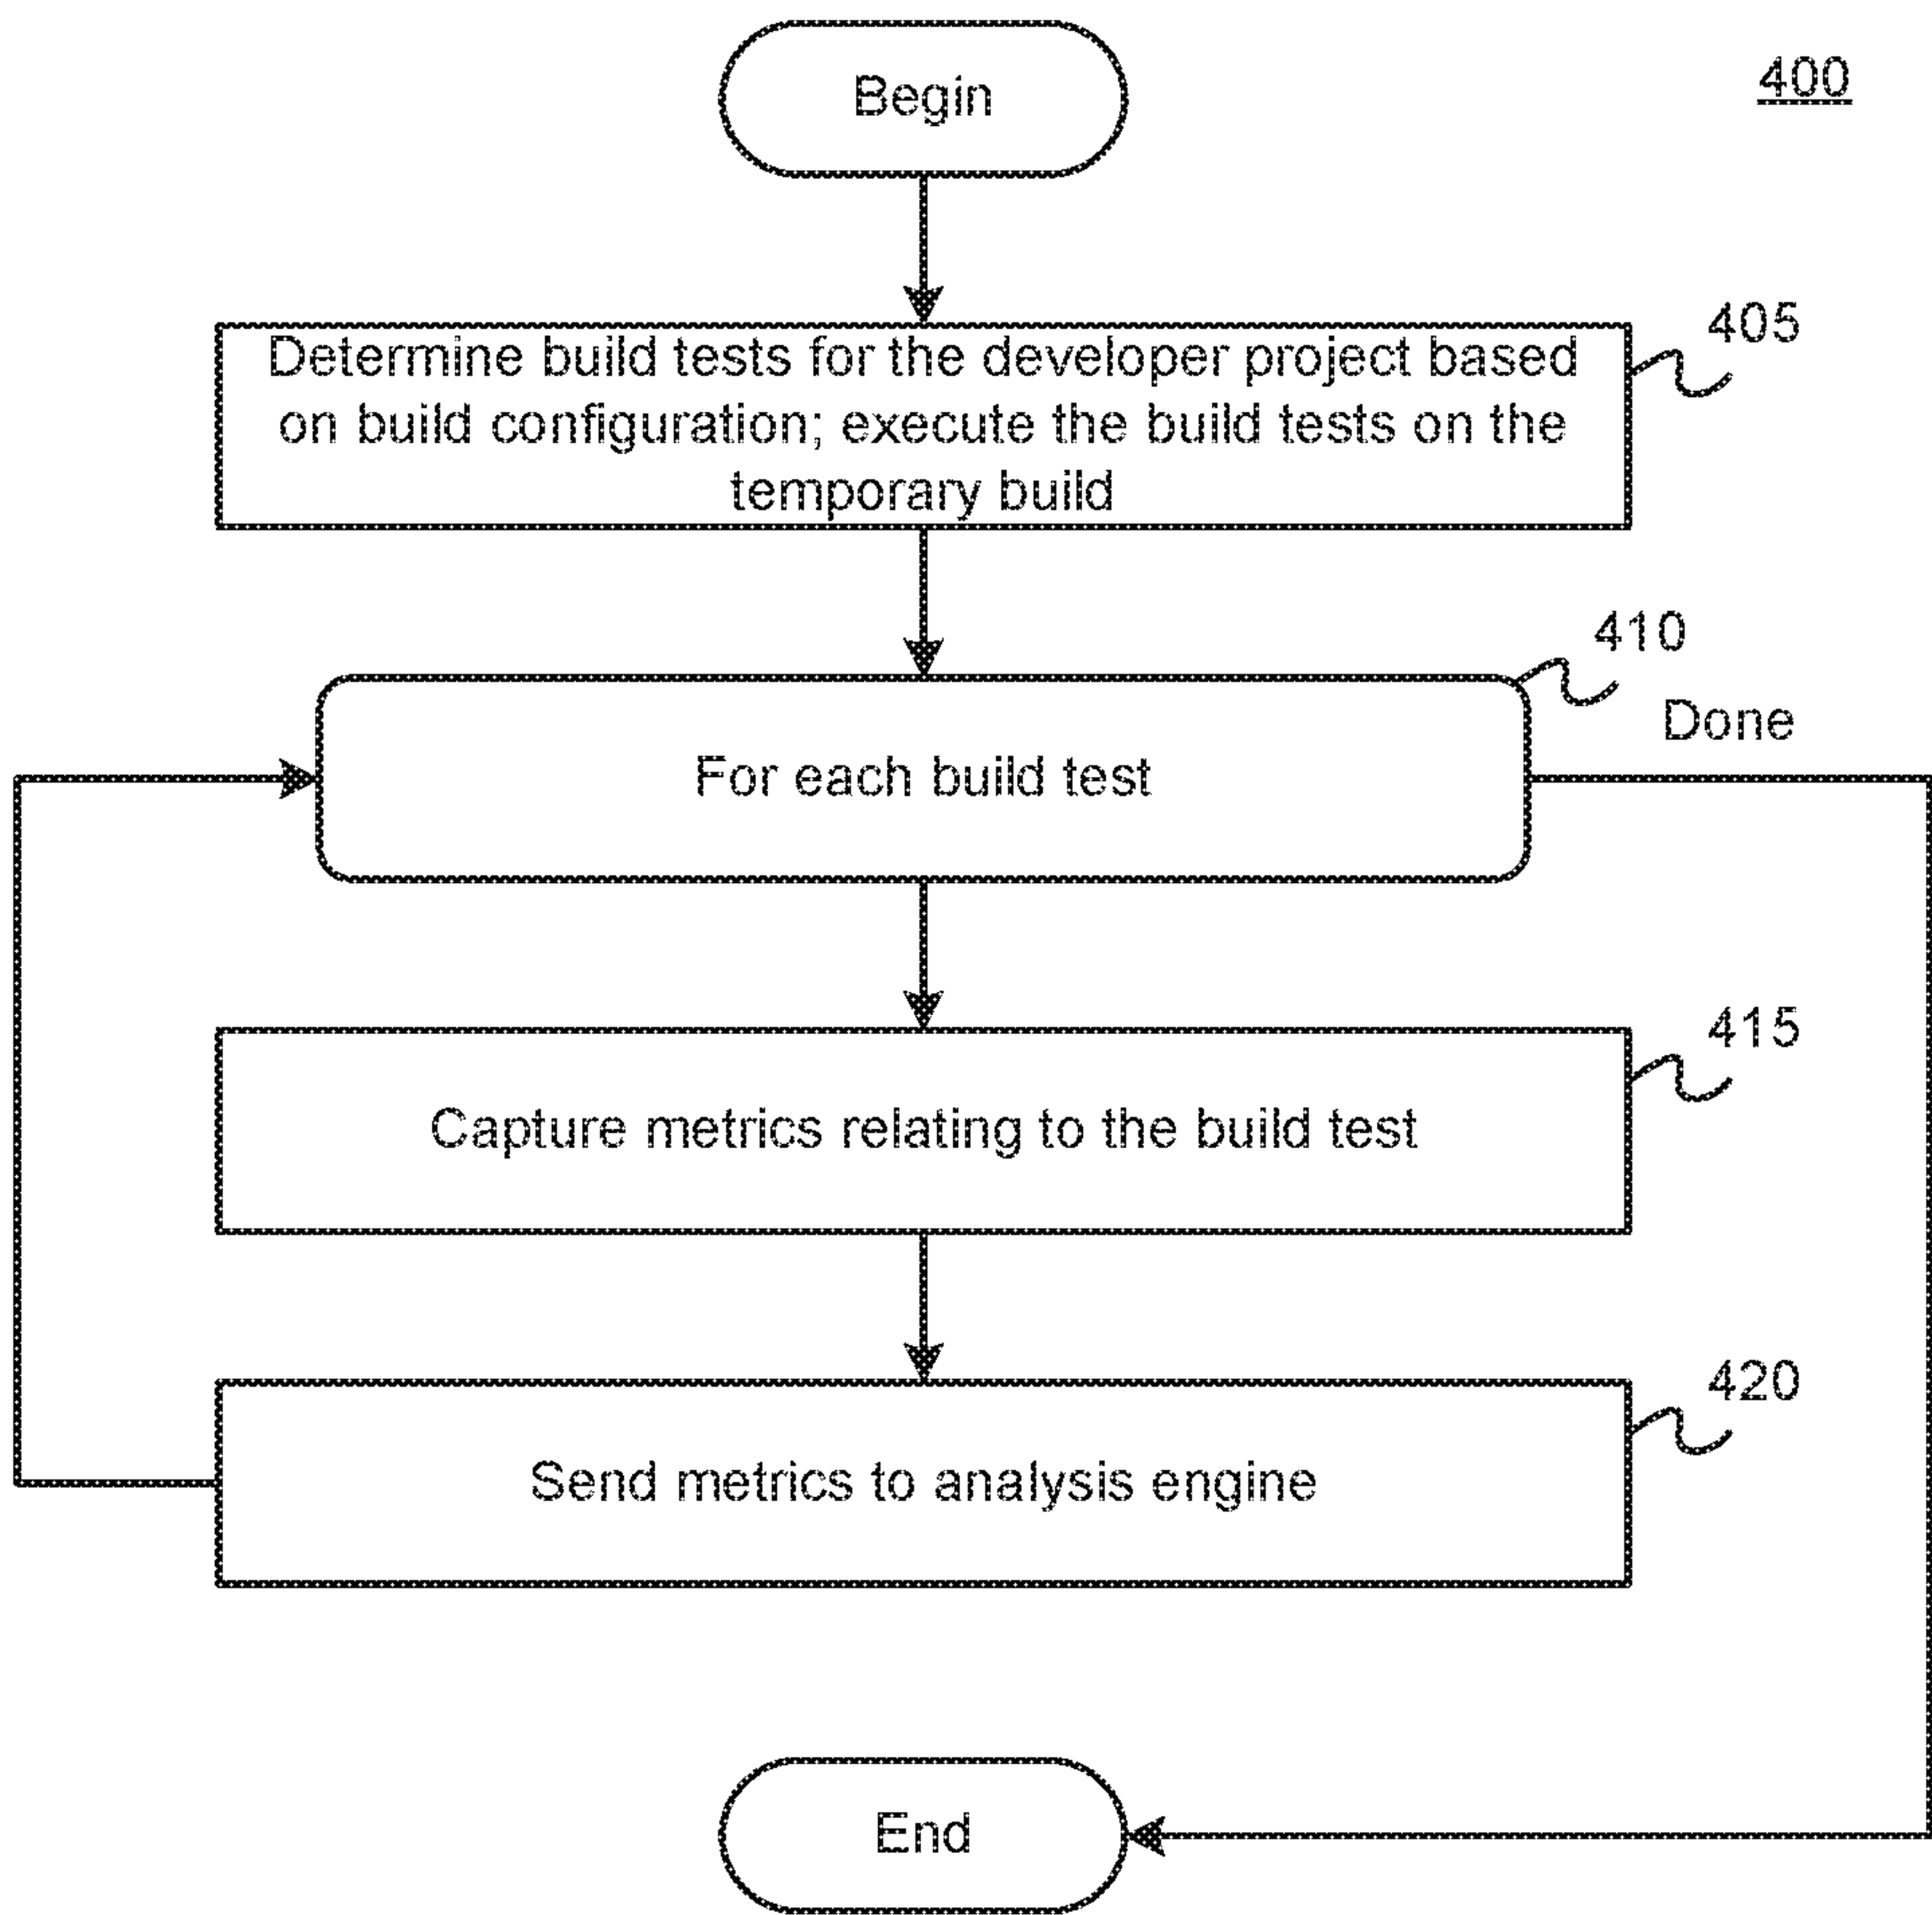 Begin
400
405
Determine build tests for the developer project based
on build configuration; execute the build tests on the
temporary build
410
Done
For each build test
415
Capture metrics relating to the build test
420
Send metrics to analysis engine
End